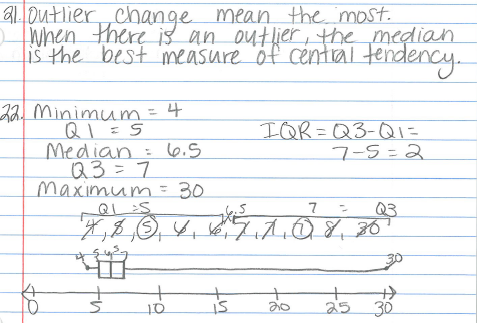 21. Outlier change mean the most.
When there is an outlier, the median
is the best measure of central tendency.
22. Minimum = 4
Q1 = 5 IQR = Q3-Q1=
Median = 6.5 7-5=2
Q3 = 7
Maximum = 30
Q1 =5 6.5 7 = Q3
4, 5, 5, 6, 6, 7, 7, 7, 8, 30
4 5 6.5 7 30
0 5 10 15 20 25 30